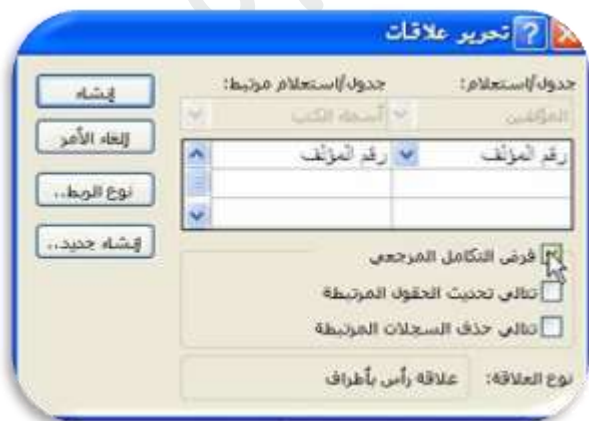 تحرير علاقات
جدول/استعلام: جدول/استعلام مرتبط:
المؤلفين أسماء الكتب
رقم المؤلف رقم المؤلف
فرض التكامل المرجعي
تتالي تحديث الحقول المرتبطة
تتالي حذف السجلات المرتبطة
نوع العلاقة: علاقة رأس بأطراف
إنشاء
إلغاء الأمر
نوع الربط..
إنشاء جديد..